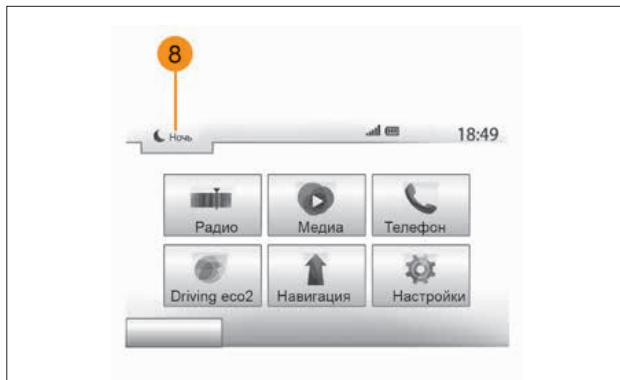 8
Ночь 18:49
Радио Медиа Телефон
Driving eco2 Навигация Настройки